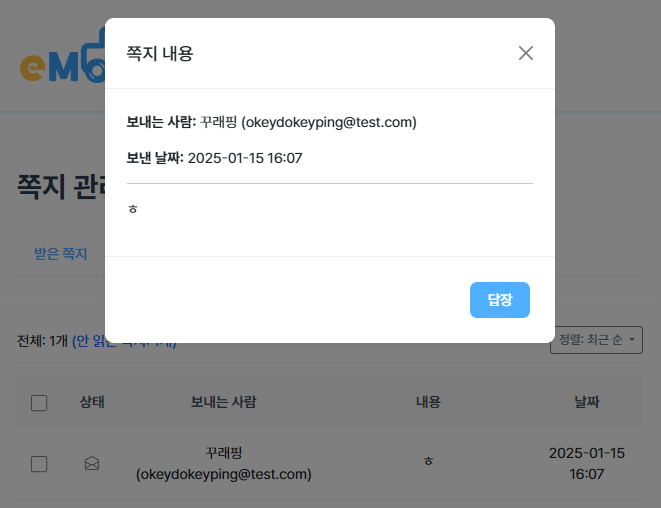 쪽지 내용
보내는 사람: 꾸래핑 (okeydokeyping@test.com)
보낸 날짜: 2025-01-15 16:07
ㅎ
답장
eM
쪽지 관리
받은 쪽지
전체: 1개 (안 읽은
정렬: 최근 순
상태 보내는 사람 내용 날짜
꾸래핑
(okeydokeyping@test.com)
ㅎ
2025-01-15
16:07